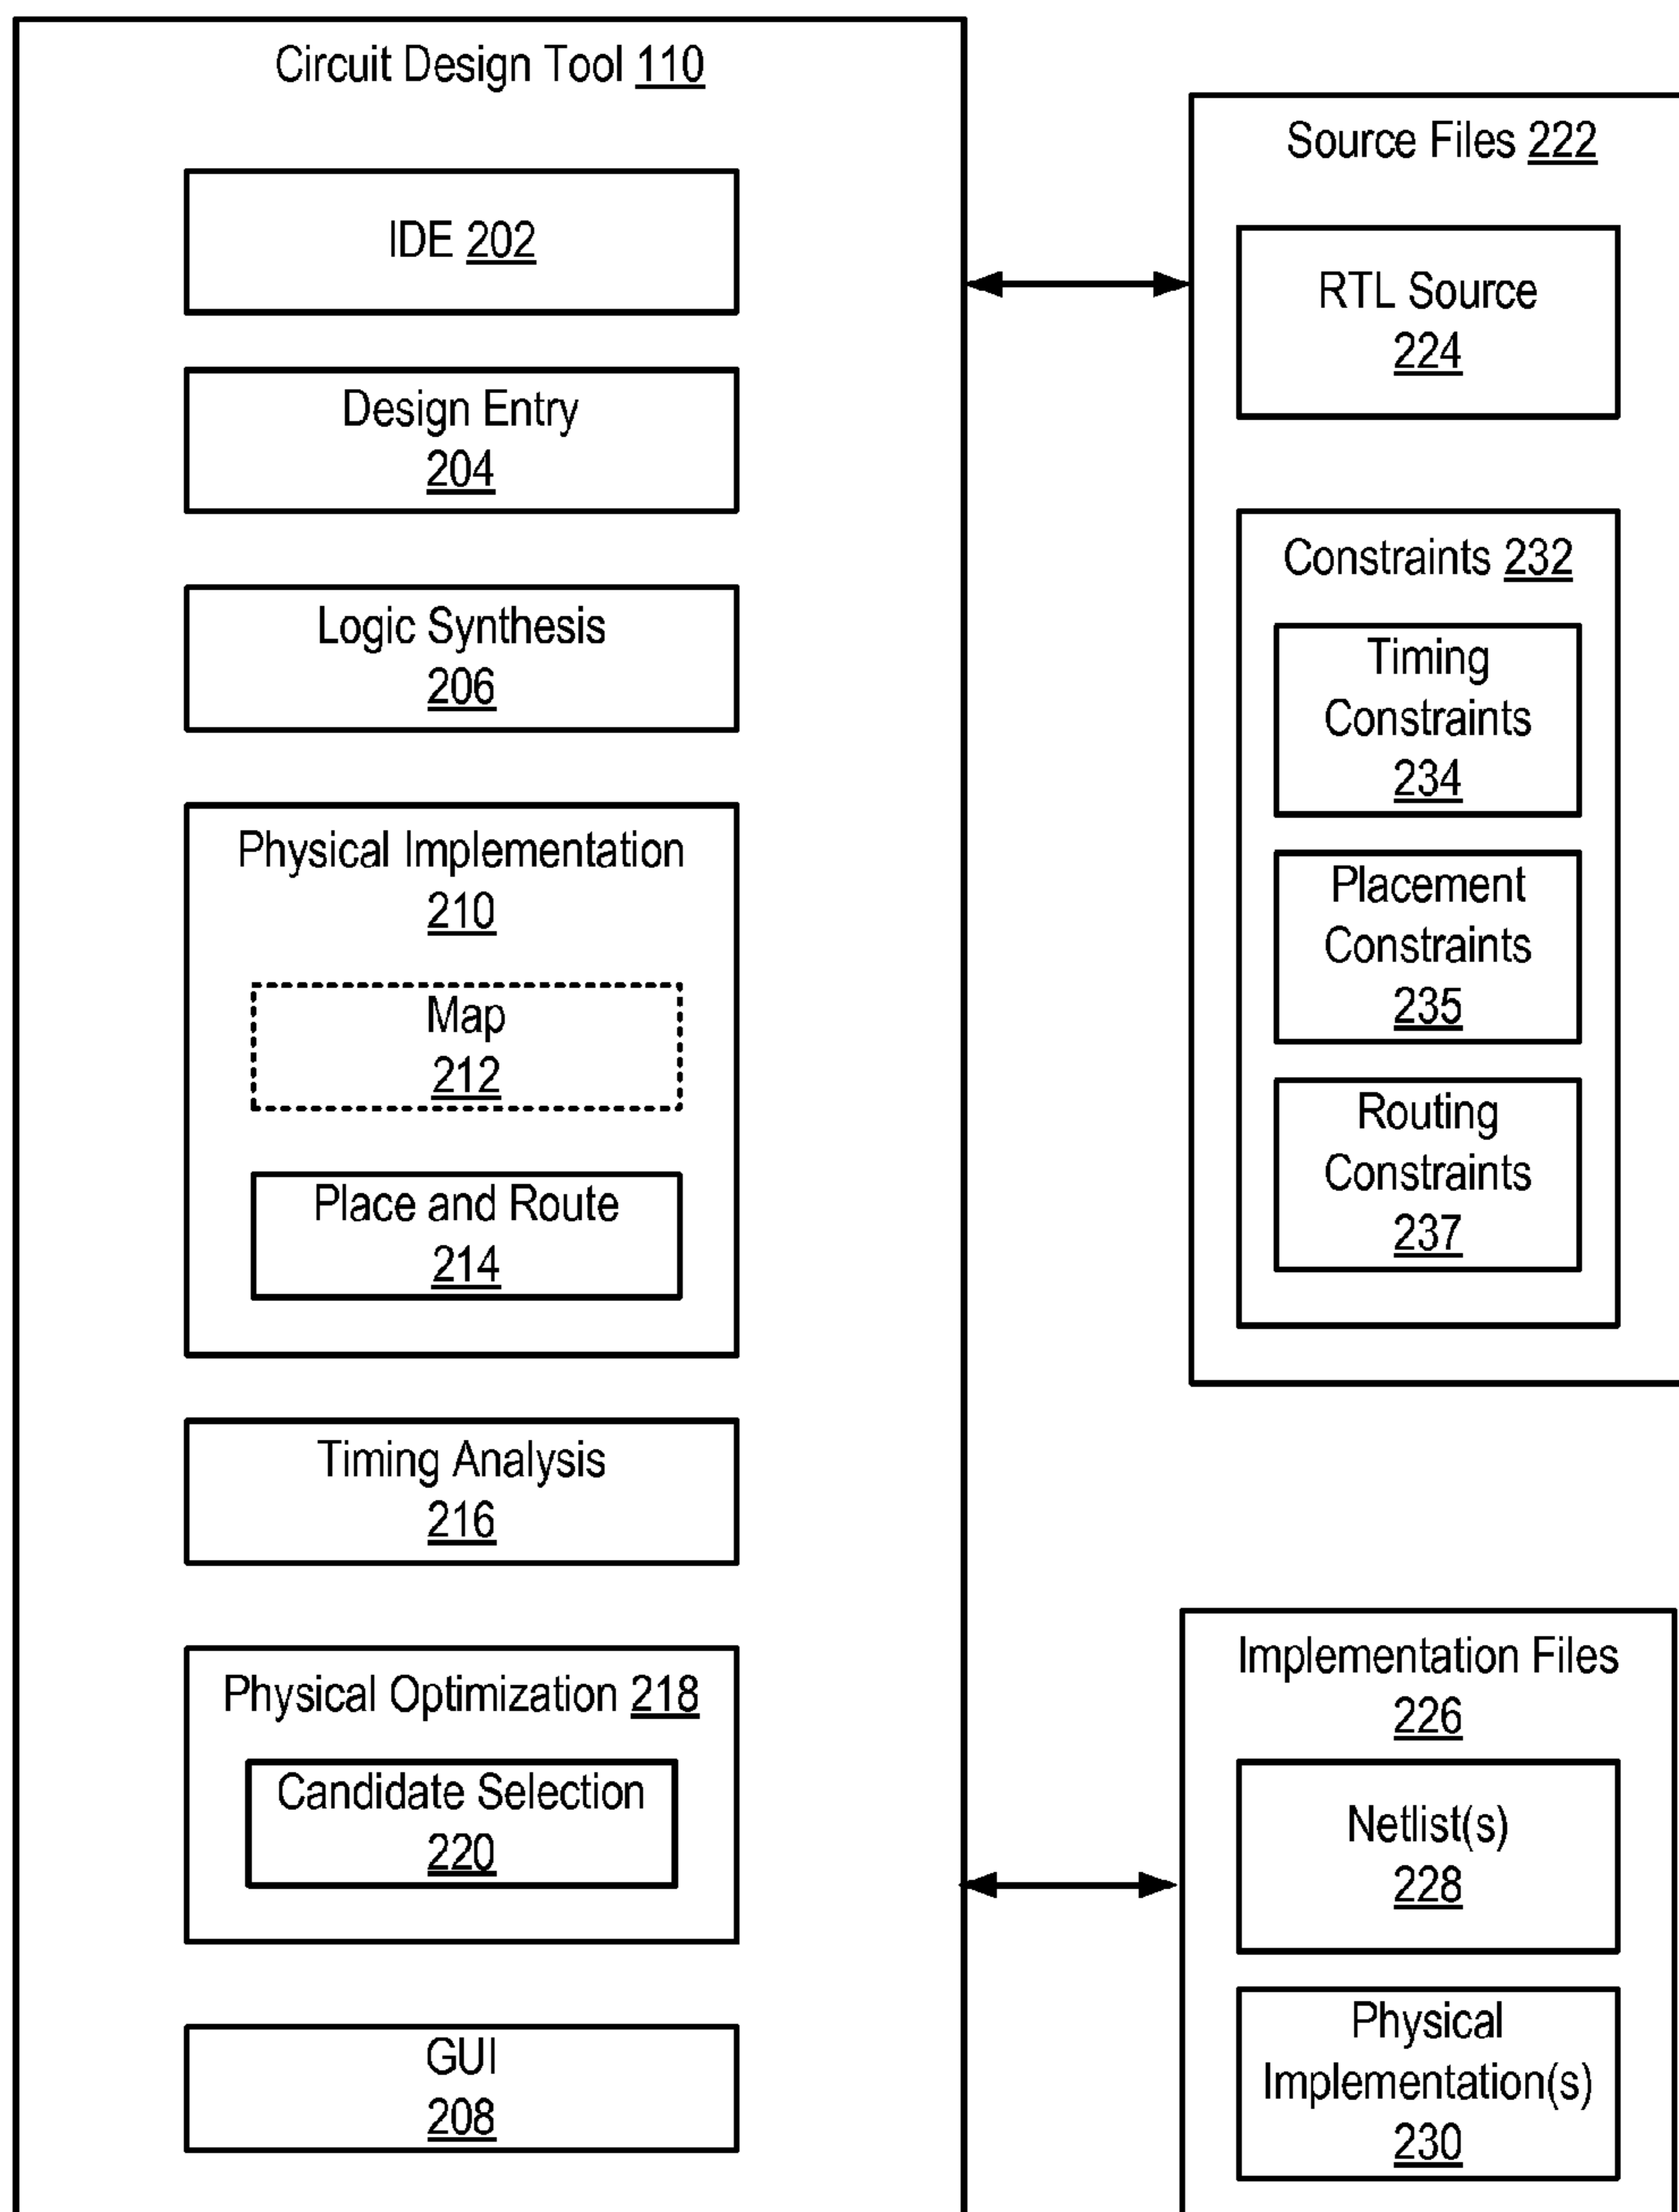 Circuit Design Tool 110
IDE 202
Design Entry
204
Logic Synthesis
206
Physical Implementation
210
Map
212
Place and Route
214
Timing Analysis
216
Physical Optimization 218
Candidate Selection
220
GUI
208
Source Files 222
RTL Source
224
Constraints 232
Timing
Constraints
234
Placement
Constraints
235
Routing
Constraints
237
Implementation Files
226
Netlist(s)
228
Physical
Implementation(s)
230